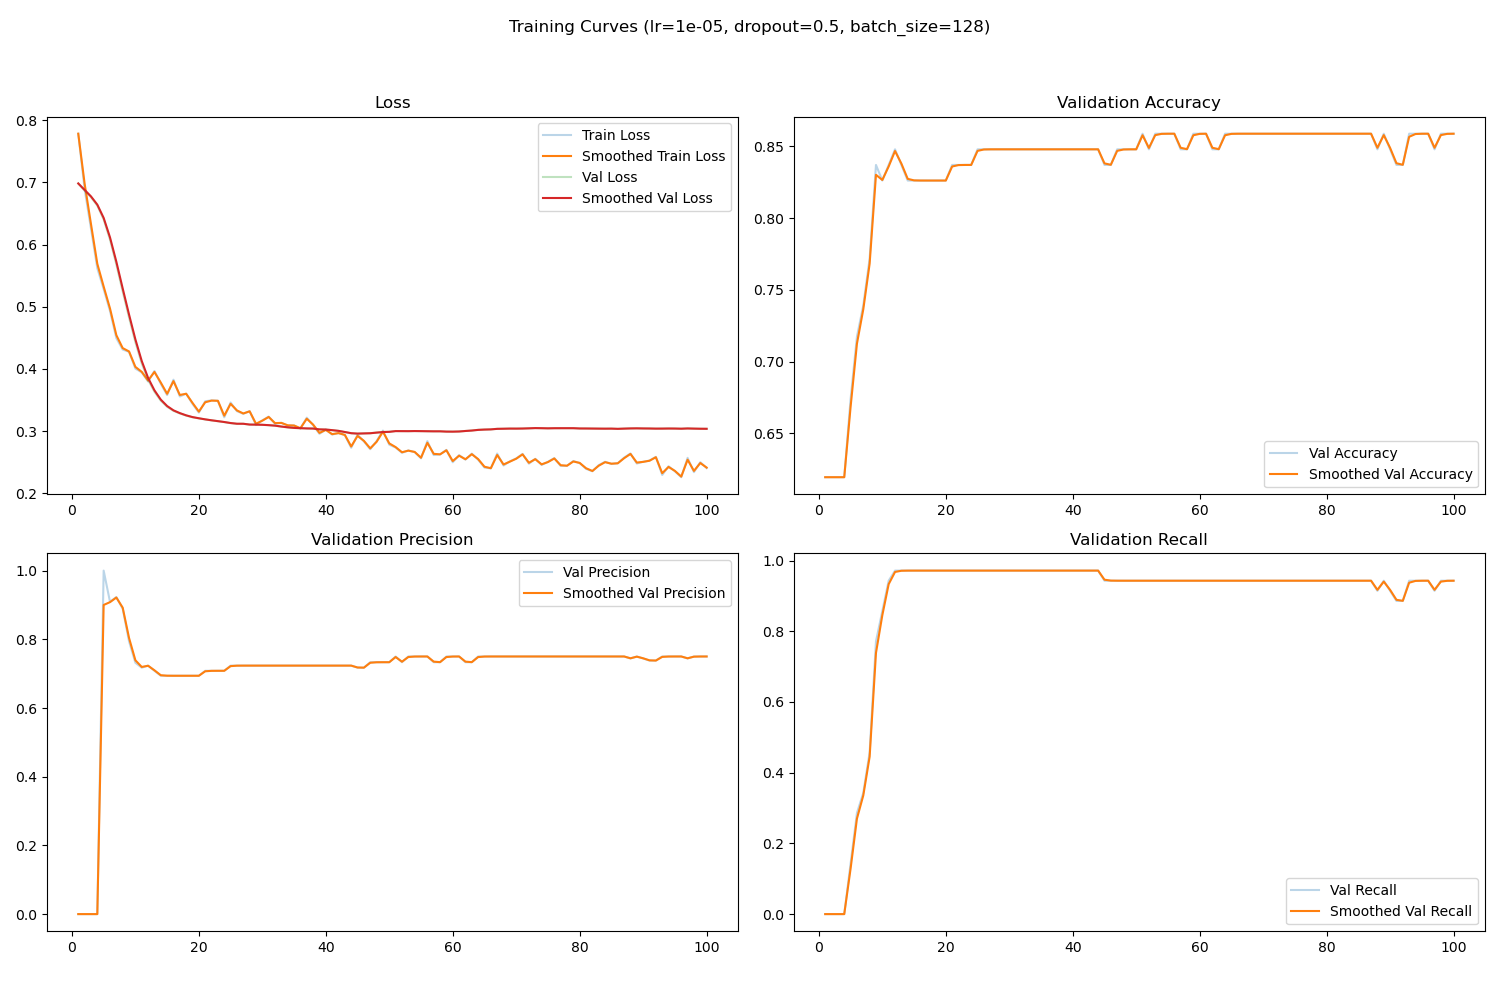 Training Curves (lr=1e-05, dropout=0.5, batch_size=128)
Loss
0.8
0.7
0.6
0.5
0.4
0.3
0.2
0 20 40 60 80 100
Train Loss
Smoothed Train Loss
Val Loss
Smoothed Val Loss
Validation Accuracy
0.85
0.80
0.75
0.70
0.65
0 20 40 60 80 100
Val Accuracy
Smoothed Val Accuracy
Validation Precision
1.0
0.8
0.6
0.4
0.2
0.0
0 20 40 60 80 100
Val Precision
Smoothed Val Precision
Validation Recall
1.0
0.8
0.6
0.4
0.2
0.0
0 20 40 60 80 100
Val Recall
Smoothed Val Recall